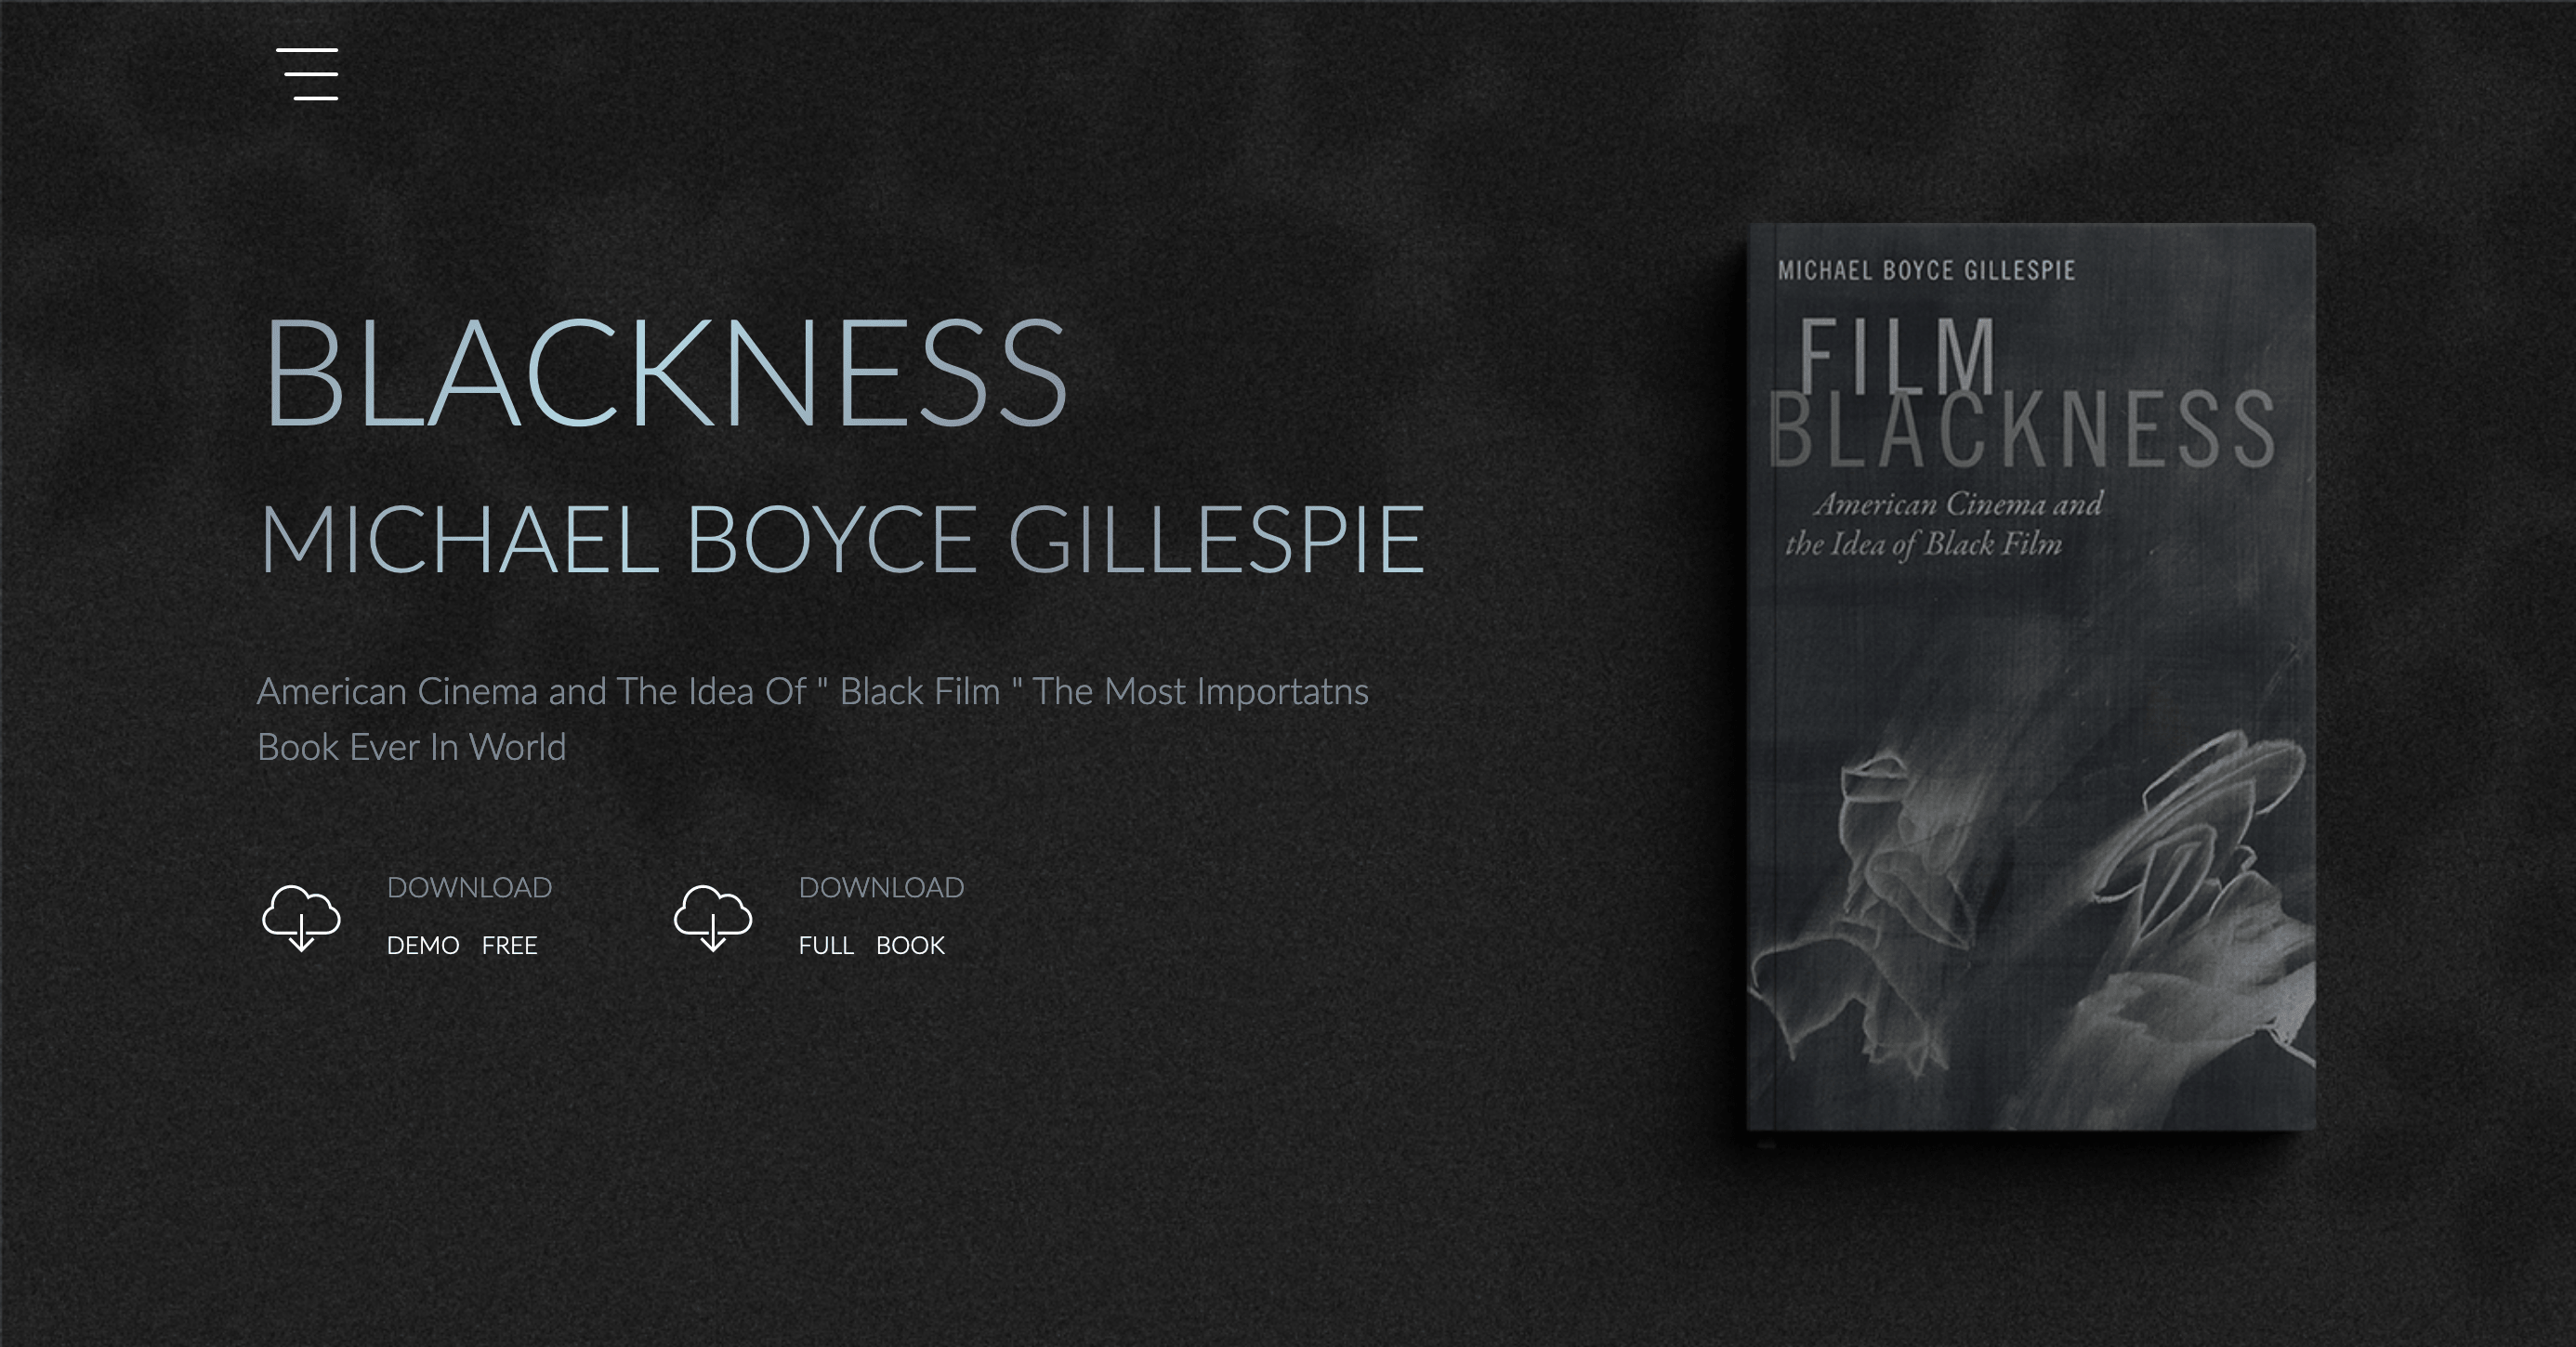 BLACKNESS
MICHAEL BOYCE GILLESPIE
American Cinema and The Idea Of " Black Film " The Most Importatns
Book Ever In World
DOWNLOAD
DEMO FREE
DOWNLOAD
FULL BOOK
MICHAEL BOYCE GILLESPIE
FILM
BLACKNESS
American Cinema and
the Idea of Black Film